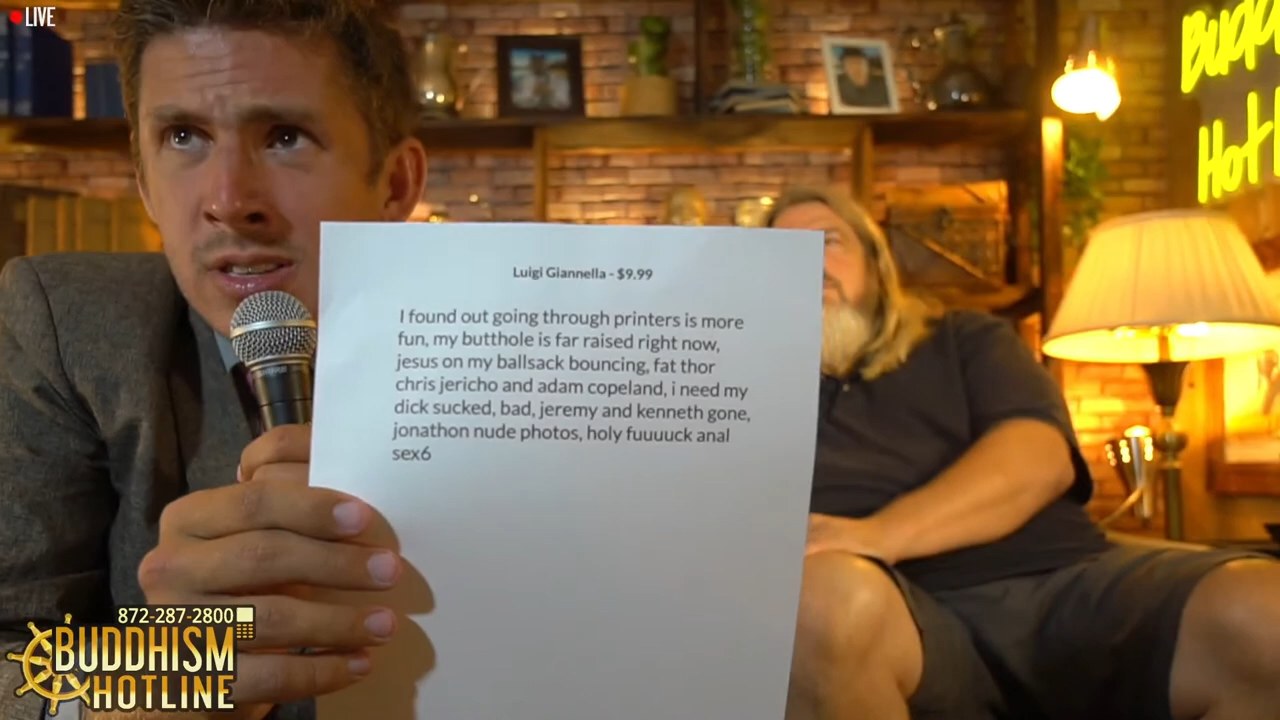 LIVE
Hot
Luigi Giannella - $9.99
I found out going through printers is more
fun, my butthole is far raised right now,
jesus on my ballsack bouncing, fat thor
chris jericho and adam copeland, i need my
dick sucked, bad, jeremy and kenneth gone,
jonathon nude photos, holy fuuuuck anal
sex6
872-287-2800
BUDDHISM
HOTLINE